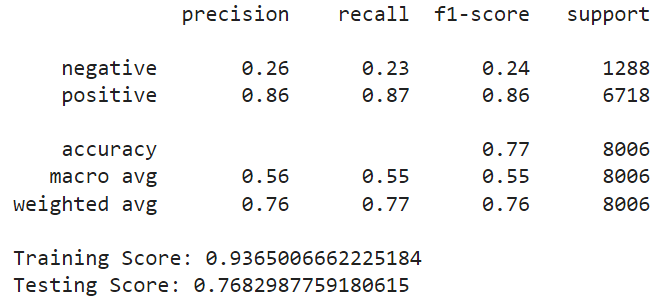 precision recall f1-score support
negative 0.26 0.23 0.24 1288
positive 0.86 0.87 0.86 6718
accuracy 0.77 8006
macro avg 0.56 0.55 0.55 8006
weighted avg 0.76 0.77 0.76 8006
Training Score: 0.9365006662225184
Testing Score: 0.7682987759180615